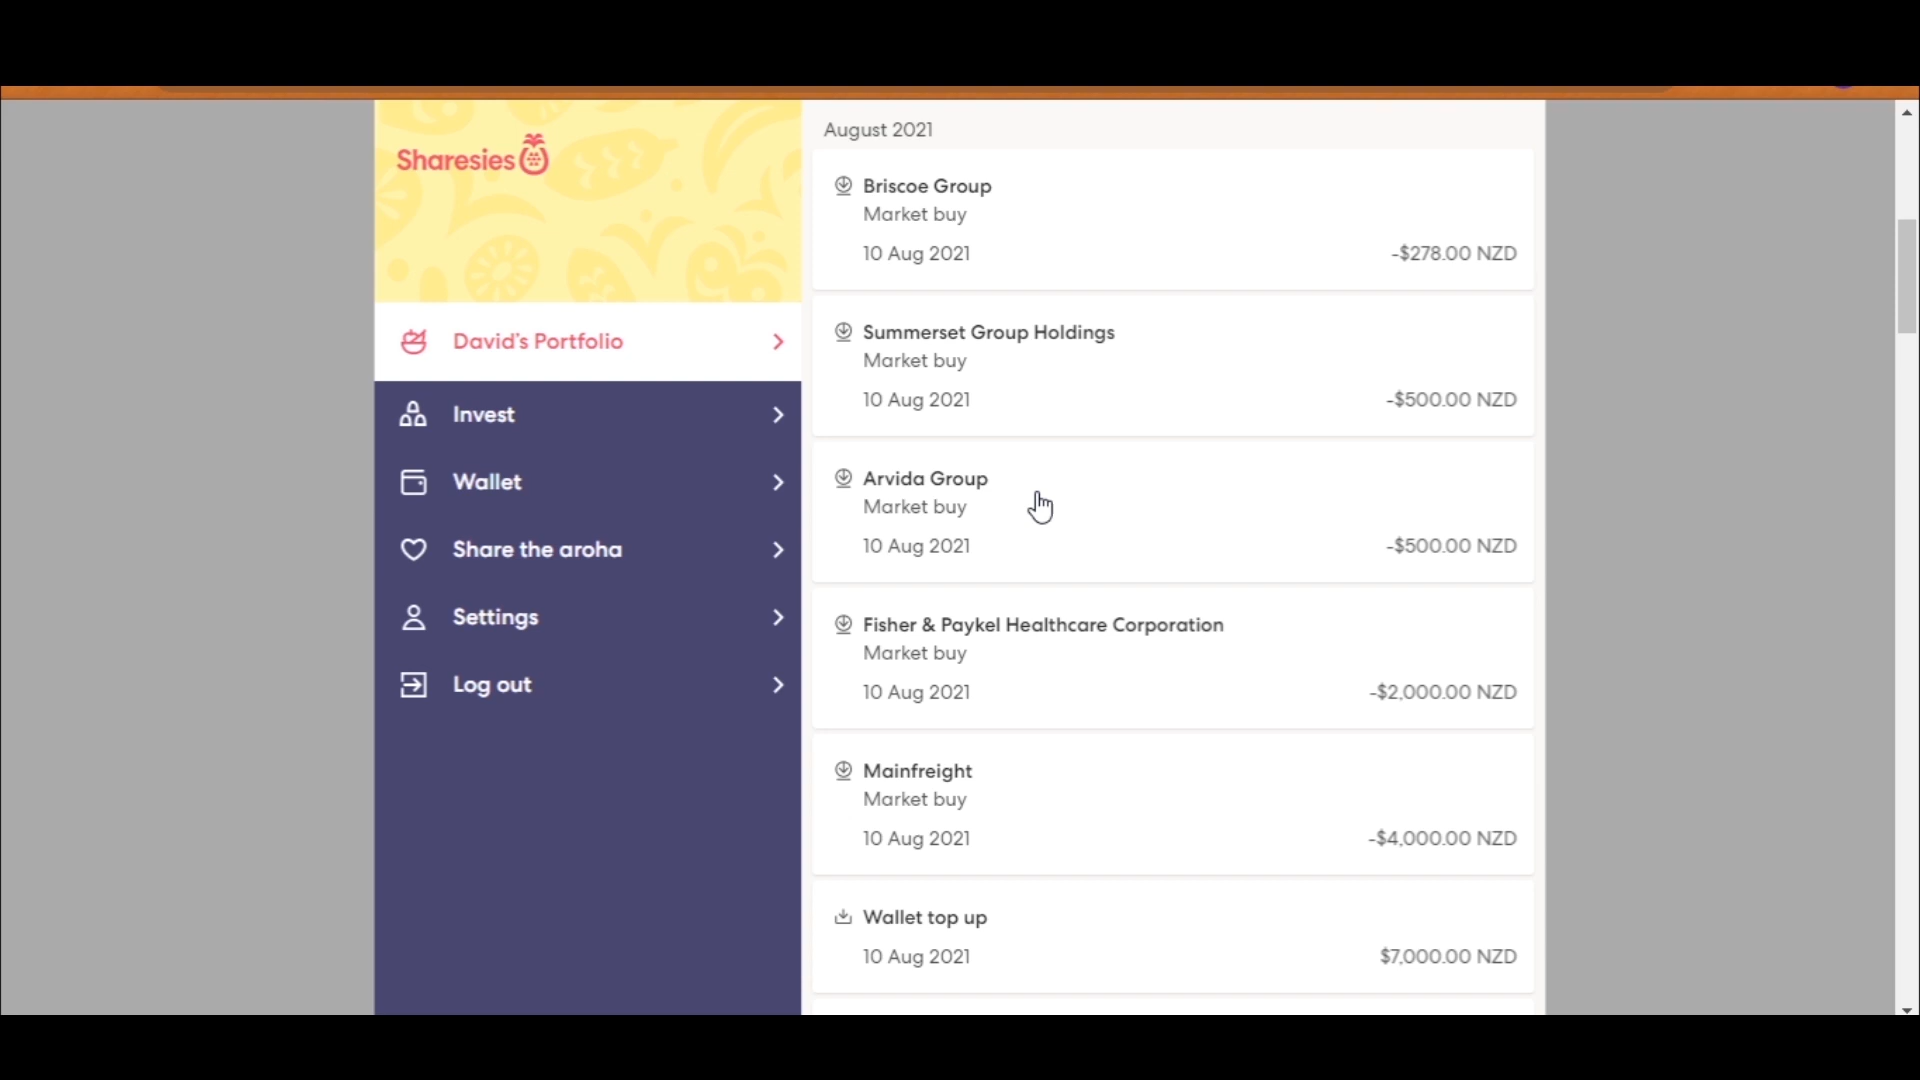 Sharesies
David's Portfolio
Invest
Wallet
Share the aroha
Settings
Log out
August 2021
Briscoe Group
Market buy
10 Aug 2021 -$278.00 NZD
Summerset Group Holdings
Market buy
10 Aug 2021 -$500.00 NZD
Arvida Group
Market buy
10 Aug 2021 -$500.00 NZD
Fisher & Paykel Healthcare Corporation
Market buy
10 Aug 2021 -$2,000.00 NZD
Mainfreight
Market buy
10 Aug 2021 -$4,000.00 NZD
Wallet top up
10 Aug 2021 $7,000.00 NZD